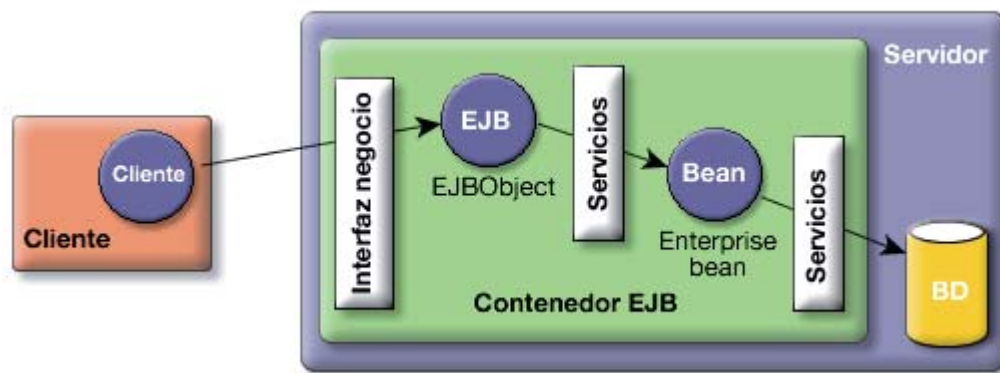 Servidor
Cliente
Cliente
Interfaz negocio
EJB
EJBObject
Servicios
Bean
Enterprise
bean
Servicios
Contenedor EJB
BD